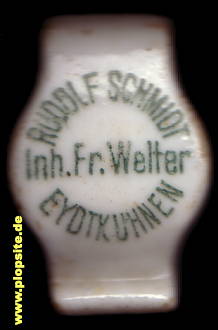 RUDOLF SCHMIDT
Inh. Fr. Welter
EYDTKUHNEN
www.plopsite.de